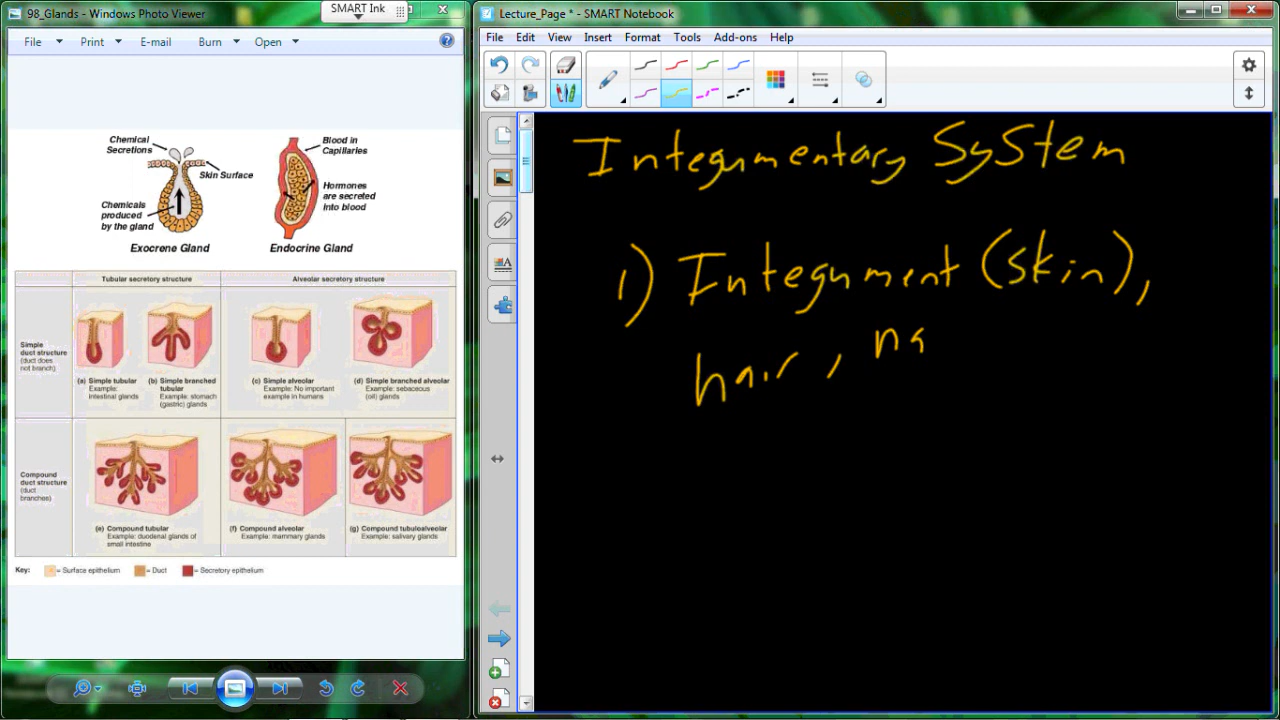 98_Glands - Windows Photo Viewer
SMART Ink
File Print E-mail Burn Open
Chemical
Secretions
Skin Surface
Chemicals
produced
by the gland
Exocrene Gland
Blood in
Capillaries
Hormones
are secreted
into blood
Endocrine Gland
Tubular secretory structure
Alveolar secretory structure
Simple
duct structure
(duct does
not branch)
(a) Simple tubular
Example:
intestinal glands
(b) Simple branched
tubular
Example: stomach
(gastric) glands
(c) Simple alveolar
Example: No important
example in humans
(d) Simple branched alveolar
Example: sebaceous
(oil) glands
Compound
duct structure
(duct
branches)
(e) Compound tubular
Example: duodenal glands of
small intestine
(f) Compound alveolar
Example: mammary glands
(g) Compound tubuloalveolar
Example: salivary glands
Key: = Surface epithelium = Duct = Secretory epithelium
Lecture_Page * - SMART Notebook
File Edit View Insert Format Tools Add-ons Help
Integumentary System
1) Integument (skin),
hair, na